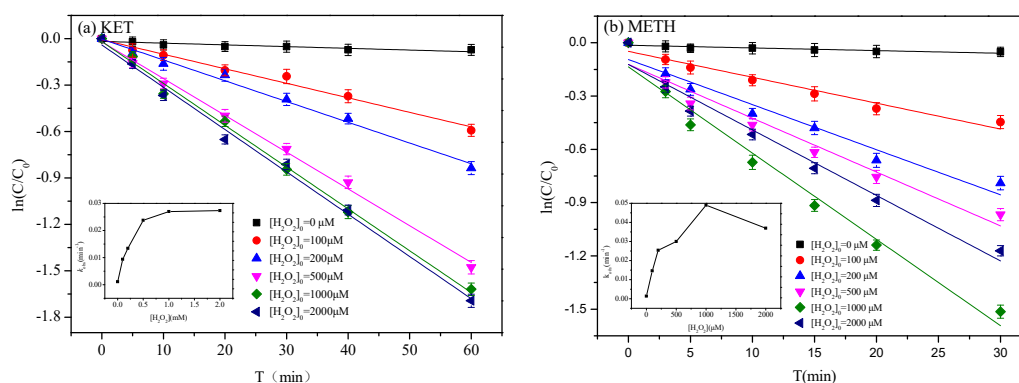 (a) KET
ln(C/C₀)
0.0
-0.3
-0.6
-0.9
-1.2
-1.5
-1.8
0 10 20 30 40 50 60
T（min）
[H₂O₂]₀=0 μM
[H₂O₂]₀=100μM
[H₂O₂]₀=200μM
[H₂O₂]₀=500μM
[H₂O₂]₀=1000μM
[H₂O₂]₀=2000μM
0.03
0.02
0.01
0.00
0.0 0.5 1.0 1.5 2.0
[H₂O₂](mM)
(b) METH
ln(C/C₀)
0.0
-0.3
-0.6
-0.9
-1.2
-1.5
0 5 10 15 20 25 30
T(min)
[H₂O₂]₀=0 μM
[H₂O₂]₀=100 μM
[H₂O₂]₀=200 μM
[H₂O₂]₀=500 μM
[H₂O₂]₀=1000 μM
[H₂O₂]₀=2000 μM
0.05
0.04
0.03
0.02
0.01
0.00
0 500 1000 1500 2000
[H₂O₂](μM)